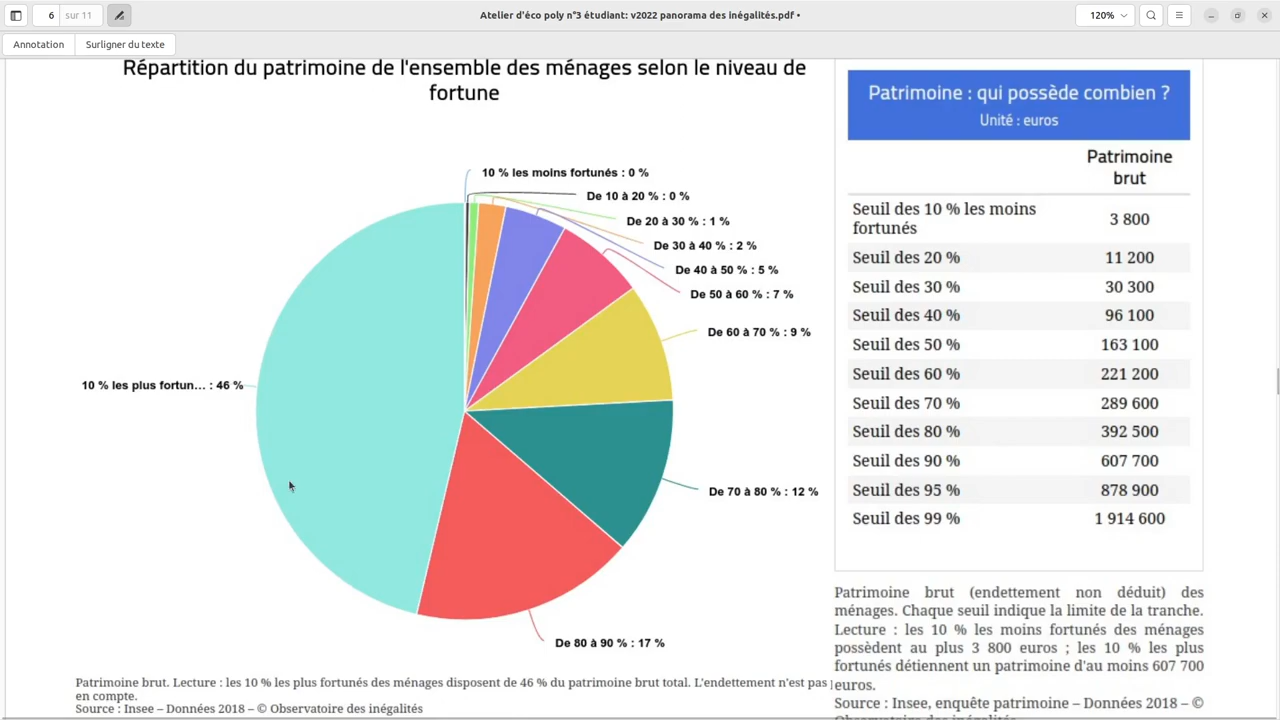 6 sur 11
Atelier d'éco poly n°3 étudiant: v2022 panorama des inégalités.pdf •
120%
Annotation
Surligner du texte
Répartition du patrimoine de l'ensemble des ménages selon le niveau de
fortune
10 % les moins fortunés : 0 %
De 10 à 20 % : 0 %
De 20 à 30 % : 1 %
De 30 à 40 % : 2 %
De 40 à 50 % : 5 %
De 50 à 60 % : 7 %
De 60 à 70 % : 9 %
10 % les plus fortun... : 46 %
De 70 à 80 % : 12 %
De 80 à 90 % : 17 %
Patrimoine brut. Lecture : les 10 % les plus fortunés des ménages disposent de 46 % du patrimoine brut total. L'endettement n'est pas
en compte.
Source : Insee – Données 2018 – © Observatoire des inégalités
Patrimoine : qui possède combien ?
Unité : euros
Patrimoine
brut
Seuil des 10 % les moins
fortunés 3 800
Seuil des 20 % 11 200
Seuil des 30 % 30 300
Seuil des 40 % 96 100
Seuil des 50 % 163 100
Seuil des 60 % 221 200
Seuil des 70 % 289 600
Seuil des 80 % 392 500
Seuil des 90 % 607 700
Seuil des 95 % 878 900
Seuil des 99 % 1 914 600
Patrimoine brut (endettement non déduit) des
ménages. Chaque seuil indique la limite de la tranche.
Lecture : les 10 % les moins fortunés des ménages
possèdent au plus 3 800 euros ; les 10 % les plus
fortunés détiennent un patrimoine d'au moins 607 700
euros.
Source : Insee, enquête patrimoine – Données 2018 – ©
Observatoire des inégalités